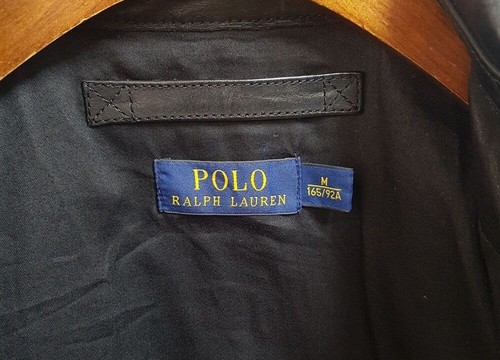 POLO
RALPH LAUREN
M
165/92A